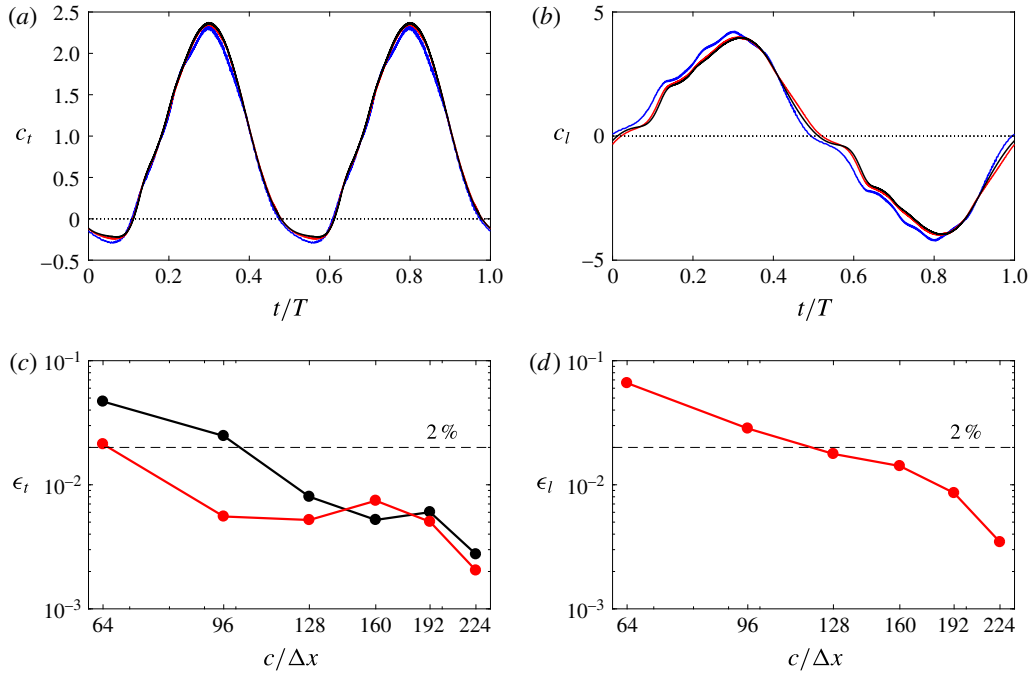 (a)
2.5
2.0
1.5
1.0
0.5
0
−0.5
c_t
0 0.2 0.4 0.6 0.8 1.0
t/T
(b)
5
0
−5
c_l
0 0.2 0.4 0.6 0.8 1.0
t/T
(c)
10^{-1}
10^{-2}
10^{-3}
ϵ_t
2 %
64 96 128 160 192 224
c/Δx
(d)
10^{-1}
10^{-2}
10^{-3}
ϵ_l
2 %
64 96 128 160 192 224
c/Δx